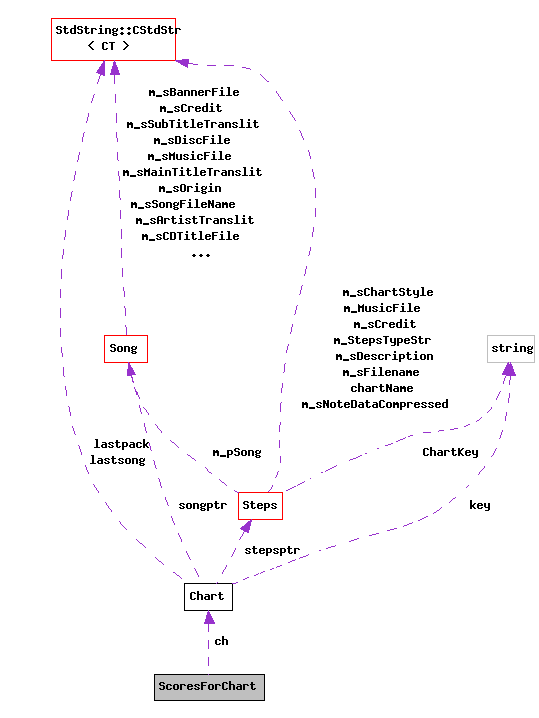 StdString::CStdStr
< CT >
m_sBannerFile
m_sCredit
m_sSubTitleTranslit
m_sDiscFile
m_sMusicFile
m_sMainTitleTranslit
m_sOrigin
m_sSongFileName
m_sArtistTranslit
m_sCDTitleFile
...
m_sChartStyle
m_MusicFile
m_sCredit
m_StepsTypeStr
m_sDescription
m_sFilename
chartName
m_sNoteDataCompressed
Song
string
lastpack
lastsong
m_pSong
ChartKey
songptr
Steps
key
stepsptr
Chart
ch
ScoresForChart